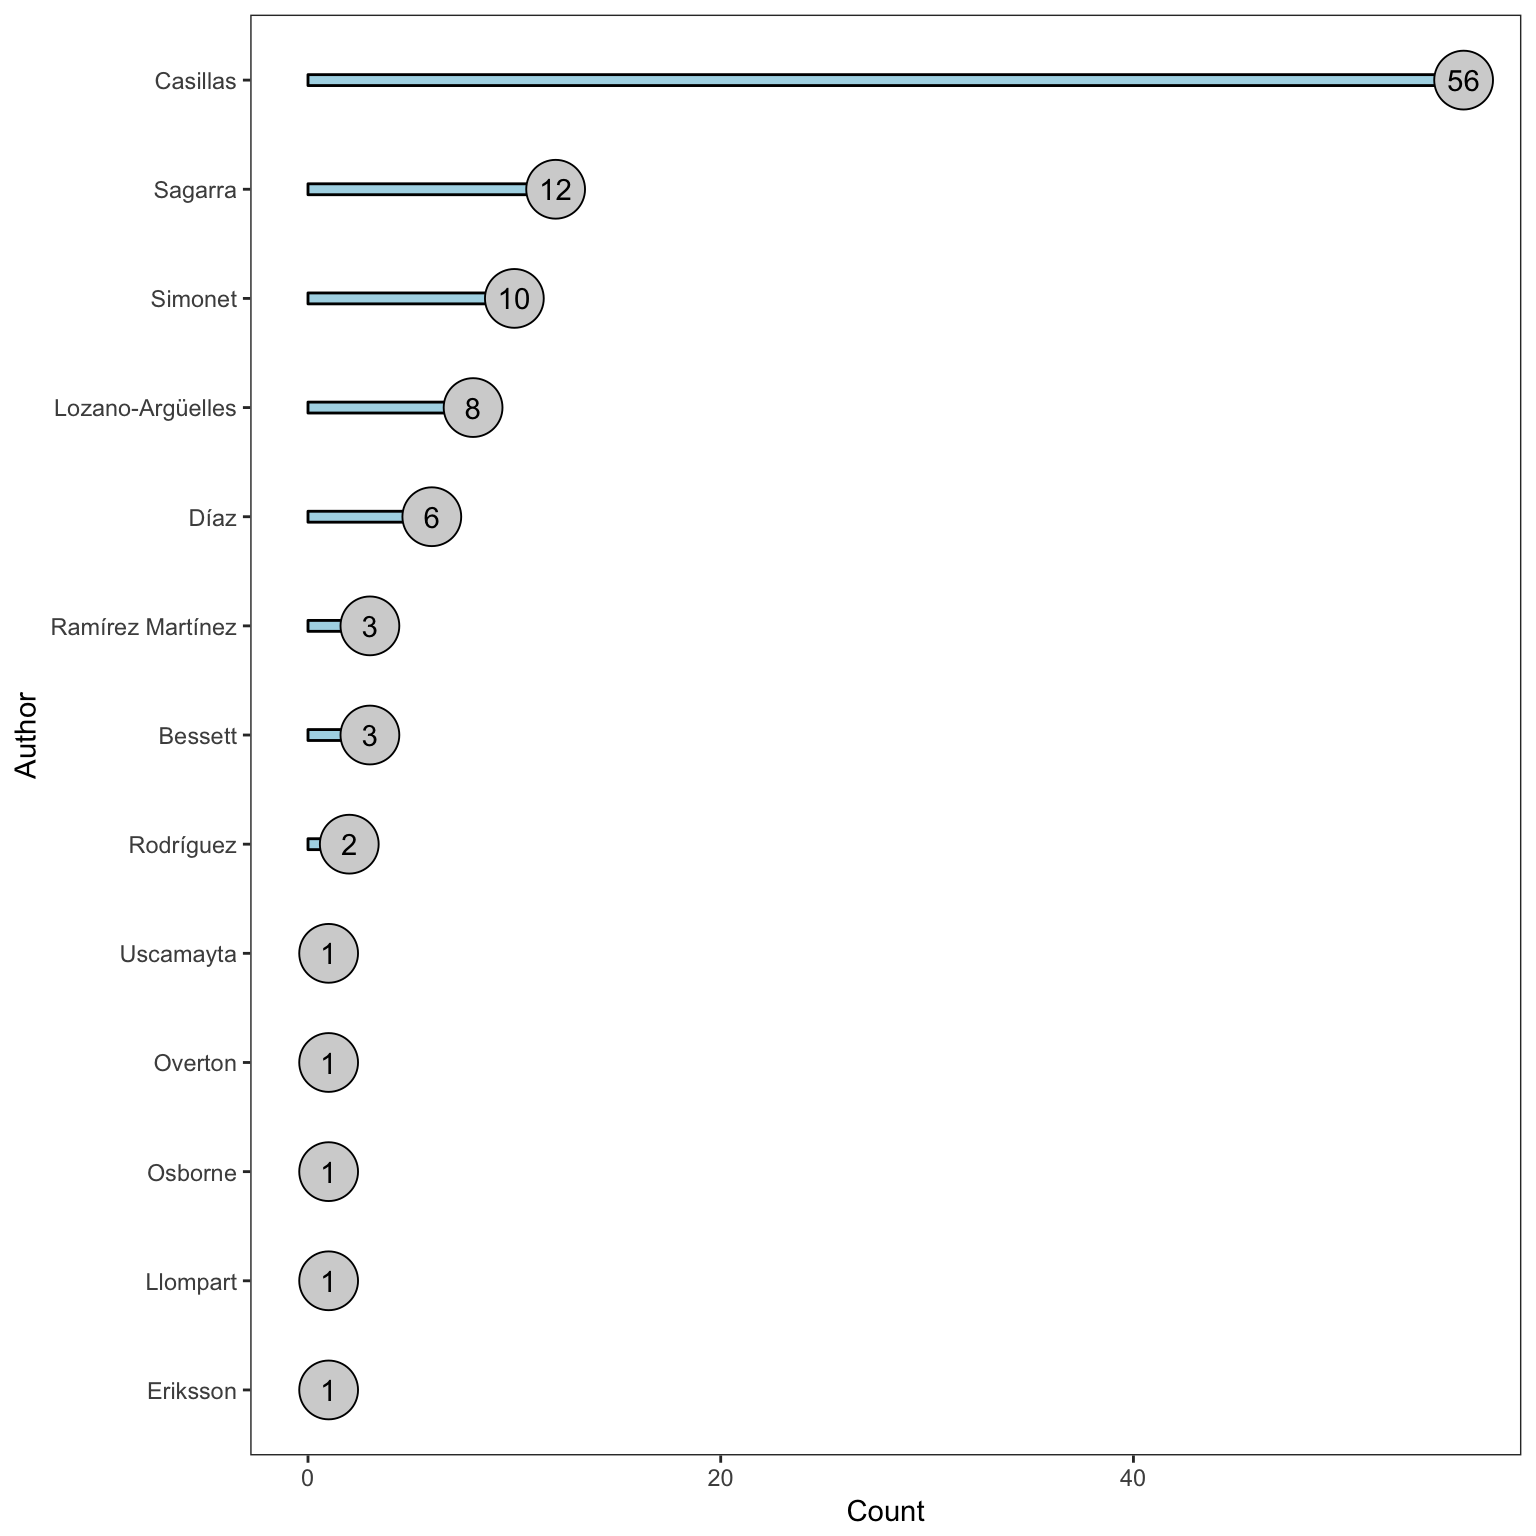 Casillas 56
Sagarra 12
Simonet 10
Lozano-Argüelles 8
Díaz 6
Ramírez Martínez 3
Bessett 3
Rodríguez 2
Uscamayta 1
Overton 1
Osborne 1
Llompart 1
Eriksson 1
Author
0 20 40
Count